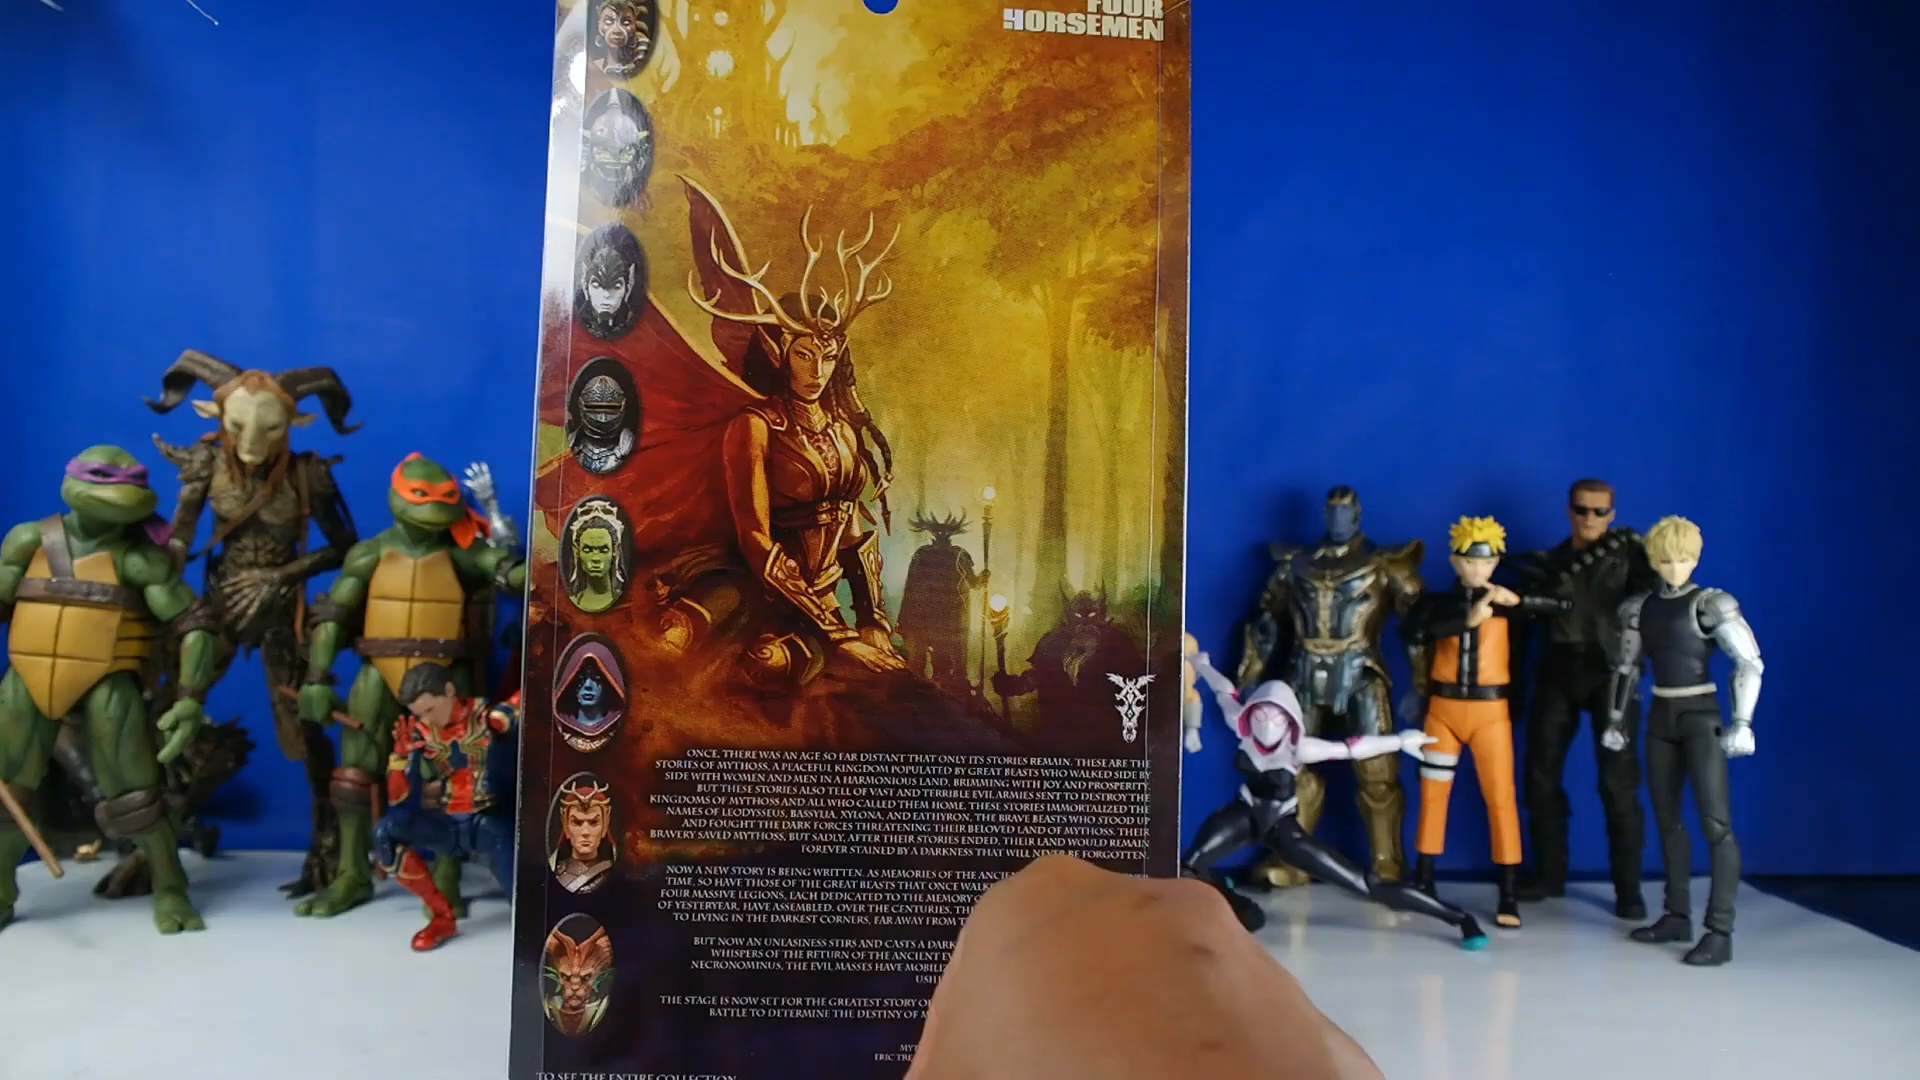 FOUR
HORSEMEN
ONCE, THERE WAS AN AGE SO FAR DISTANT THAT ONLY ITS STORIES REMAIN. THESE ARE THE
STORIES OF MYTHOSS, A PEACEFUL KINGDOM POPULATED BY GREAT BEASTS WHO WALKED SIDE BY
SIDE WITH WOMEN AND MEN IN A HARMONIOUS LAND, BRIMMING WITH JOY AND PROSPERITY.
BUT THESE STORIES ALSO TELL OF VAST AND TERRIBLE EVIL ARMIES SENT TO DESTROY THE
KINGDOMS OF MYTHOSS AND ALL WHO CALLED THEM HOME. THESE STORIES IMMORTALIZED THE
NAMES OF LEODYSSEUS, BASSYLIA, XYLONA, AND EATHYRON, THE BRAVE BEASTS WHO STOOD UP
AND FOUGHT THE DARK FORCES THREATENING THEIR BELOVED LAND OF MYTHOSS. THEIR
BRAVERY SAVED MYTHOSS, BUT SADLY, AFTER THEIR STORIES ENDED, THEIR LAND WOULD REMAIN
FOREVER STAINED BY A DARKNESS THAT WILL NEVER BE FORGOTTEN.
NOW A NEW STORY IS BEING WRITTEN. AS MEMORIES OF THE
TIME, SO HAVE THOSE OF THE GREAT BEASTS THAT ONCE
FOUR MASSIVE LEGIONS, EACH DEDICATED TO THE MEMORY
OF YESTERYEAR, HAVE ASSEMBLED. OVER THE CENTURIES,
TO LIVING IN THE DARKEST CORNERS, FAR AWAY FROM
BUT NOW AN UNEASINESS STIRS AND CASTS A DARK
WHISPERS OF THE RETURN OF THE ANCIENT
NECRONOMINUS, THE EVIL MASSES HAVE
THE STAGE IS NOW SET FOR THE GREATEST STORY
BATTLE TO DETERMINE THE DESTINY OF
ERIC
TO SEE THE ENTIRE COLLECTION